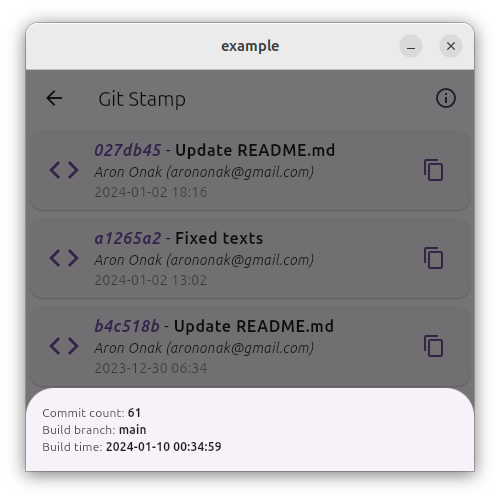 example
Git Stamp
027db45 - Update README.md
Aron Onak (arononak@gmail.com)
2024-01-02 18:16
a1265a2 - Fixed texts
Aron Onak (arononak@gmail.com)
2024-01-02 13:02
b4c518b - Update README.md
Aron Onak (arononak@gmail.com)
2023-12-30 06:34
Commit count: 61
Build branch: main
Build time: 2024-01-10 00:34:59